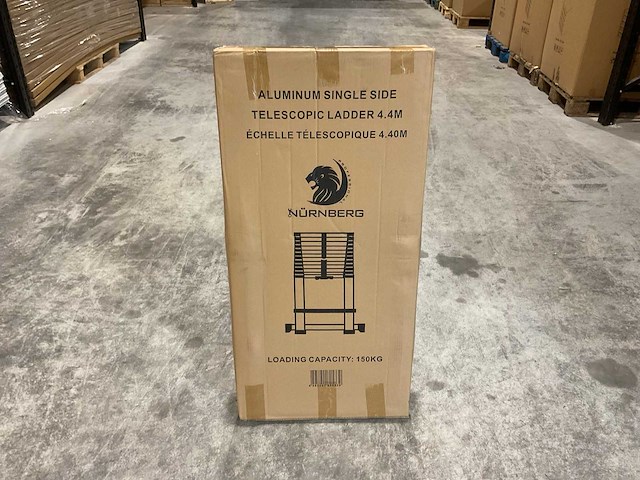 ALUMINUM SINGLE SIDE
TELESCOPIC LADDER 4.4M
ÉCHELLE TÉLESCOPIQUE 4.40M
NÜRNBERG
LOADING CAPACITY: 150KG